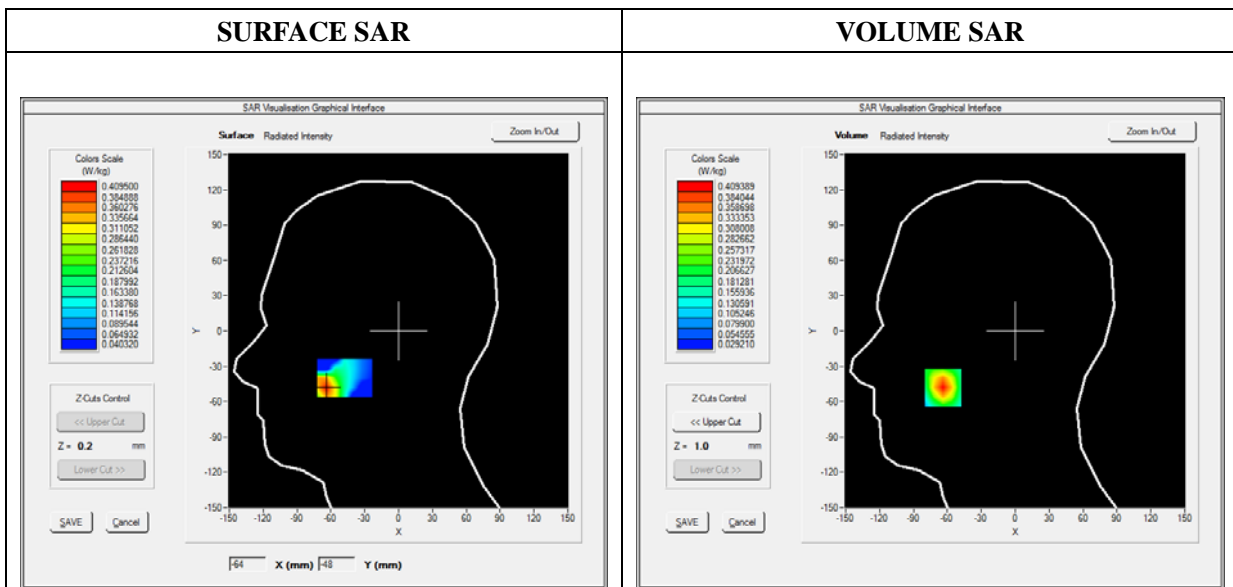 SURFACE SAR
VOLUME SAR
SAR Visualisation Graphical Interface
Surface Radiated Intensity
Zoom In/Out
Colors Scale
(W/kg)
0.409500
0.384888
0.360276
0.335664
0.311052
0.286440
0.261828
0.237216
0.212604
0.187992
0.163380
0.138768
0.114156
0.089544
0.064932
0.040320
Z-Cuts Control
<< Upper Cut
Z = 0.2 mm
Lower Cut >>
SAVE Cancel
150
120
90
60
30
0
-30
-60
-90
-120
-150
Y
-150 -120 -90 -60 -30 0 30 60 90 120 150
X
-64 X (mm) -48 Y (mm)
SAR Visualisation Graphical Interface
Volume Radiated Intensity
Zoom In/Out
Colors Scale
(W/kg)
0.409389
0.384044
0.358698
0.333353
0.308008
0.282662
0.257317
0.231972
0.206627
0.181281
0.155936
0.130591
0.105246
0.079900
0.054555
0.029210
Z-Cuts Control
<< Upper Cut
Z = 1.0 mm
Lower Cut >>
SAVE Cancel
150
120
90
60
30
0
-30
-60
-90
-120
-150
Y
-150 -120 -90 -60 -30 0 30 60 90 120 150
X